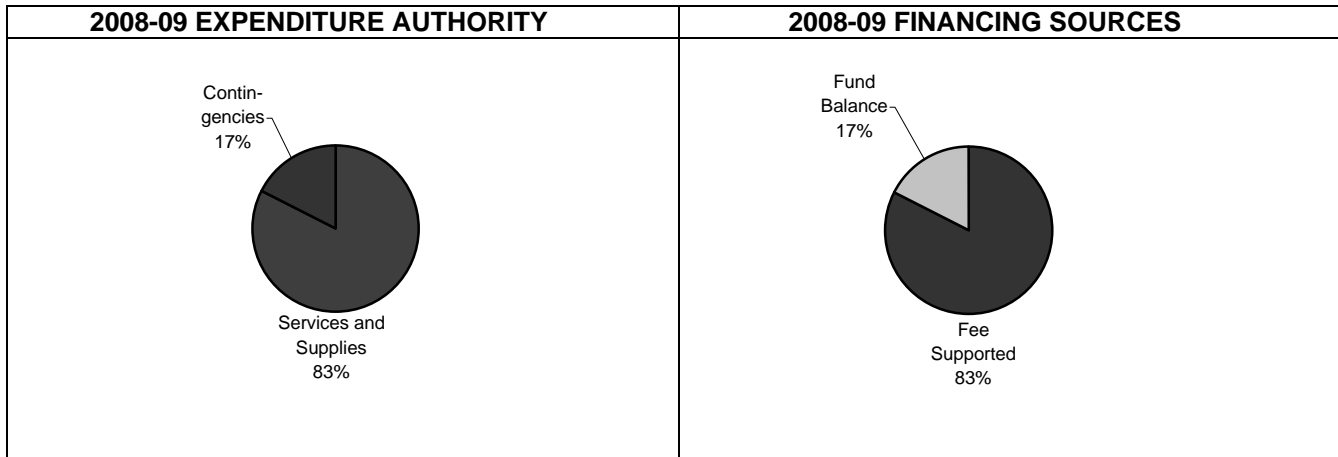 2008-09 EXPENDITURE AUTHORITY
Contin-
gencies
17%
Services and
Supplies
83%
2008-09 FINANCING SOURCES
Fund
Balance
17%
Fee
Supported
83%